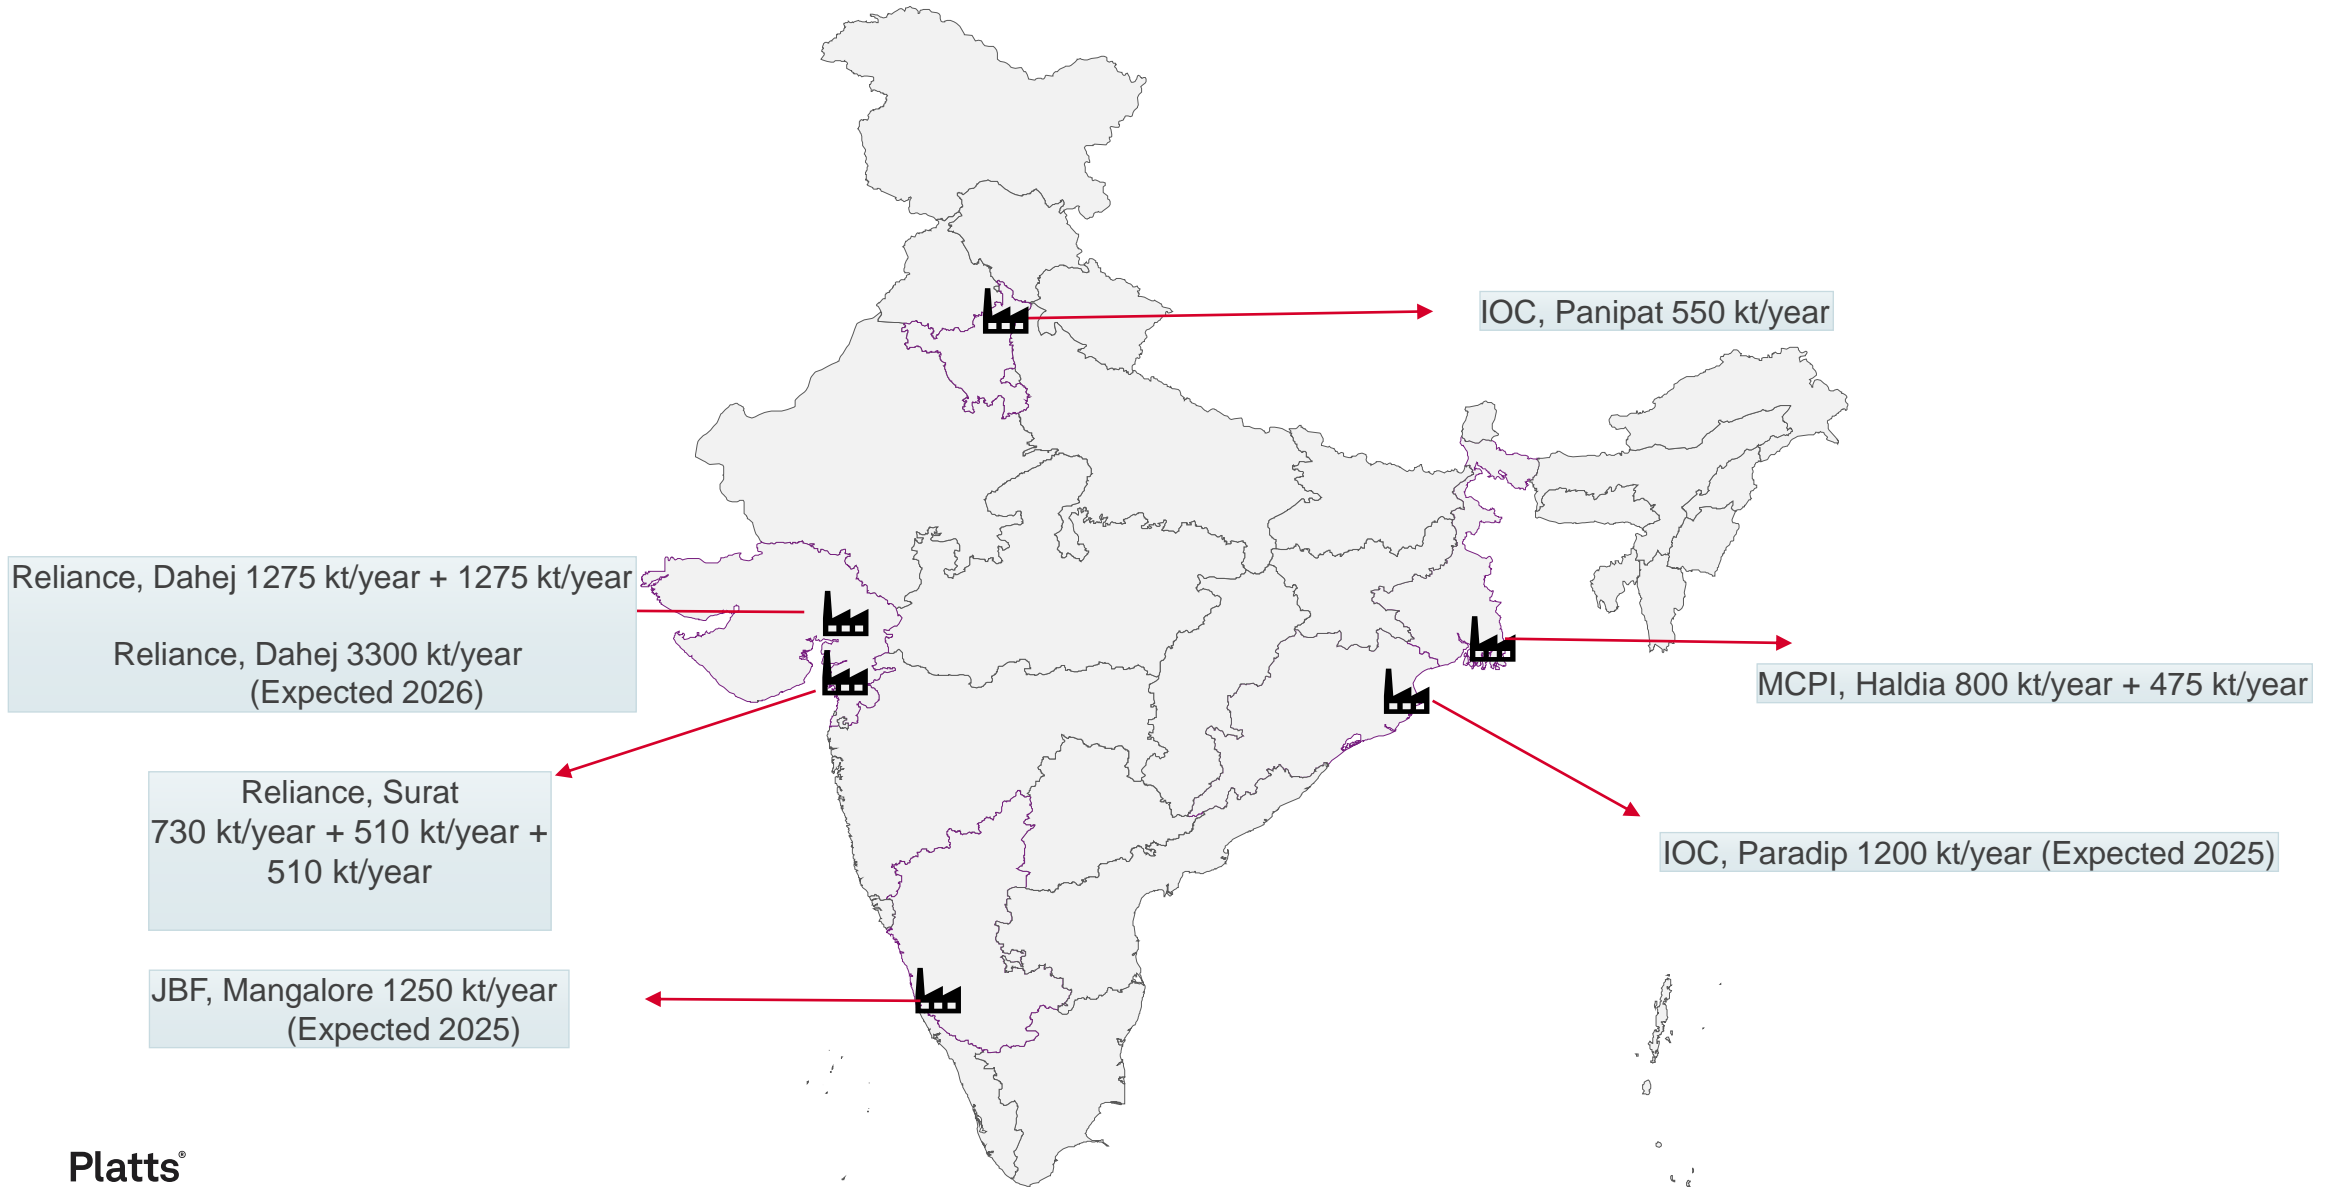 IOC, Panipat 550 kt/year
Reliance, Dahej 1275 kt/year + 1275 kt/year
Reliance, Dahej 3300 kt/year
(Expected 2026)
MCPI, Haldia 800 kt/year + 475 kt/year
Reliance, Surat
730 kt/year + 510 kt/year +
510 kt/year
IOC, Paradip 1200 kt/year (Expected 2025)
JBF, Mangalore 1250 kt/year
(Expected 2025)
Platts®